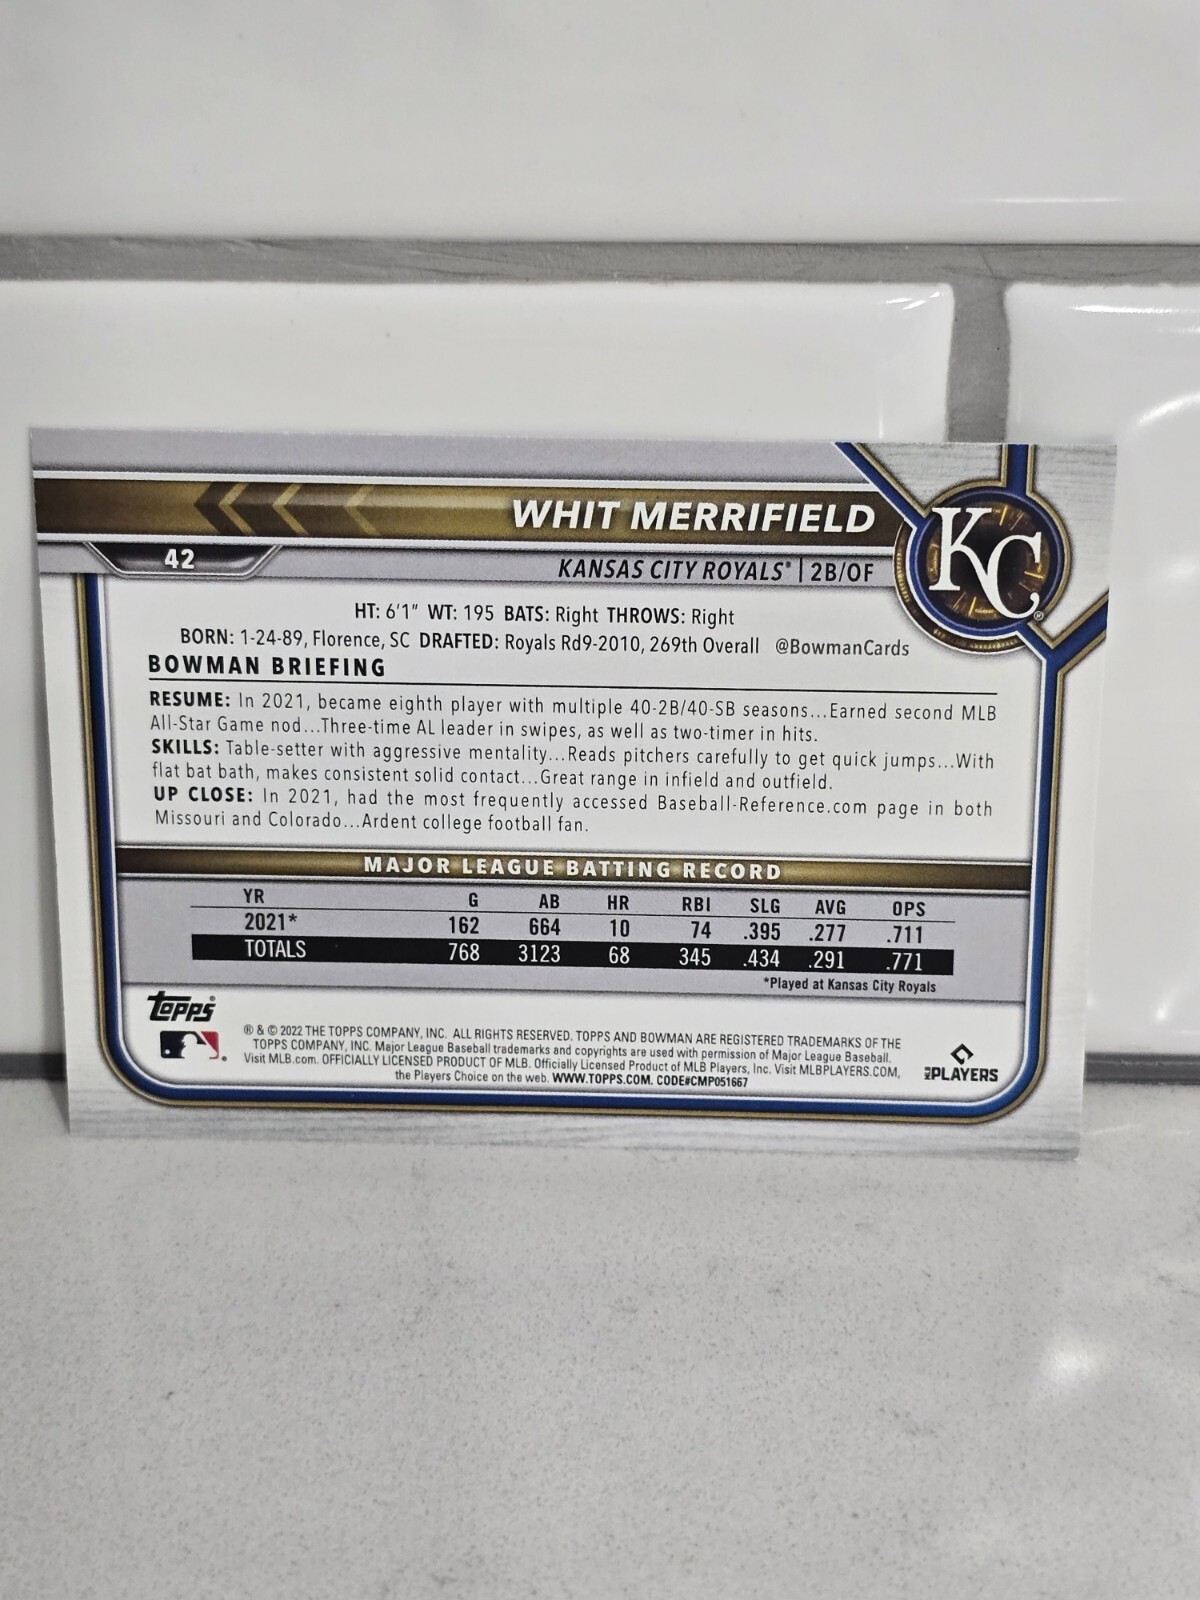 WHIT MERRIFIELD
42
KANSAS CITY ROYALS® | 2B/OF
KC®
HT: 6'1" WT: 195 BATS: Right THROWS: Right
BORN: 1-24-89, Florence, SC DRAFTED: Royals Rd9-2010, 269th Overall @BowmanCards
BOWMAN BRIEFING
RESUME: In 2021, became eighth player with multiple 40-2B/40-SB seasons...Earned second MLB
All-Star Game nod...Three-time AL leader in swipes, as well as two-timer in hits.
SKILLS: Table-setter with aggressive mentality...Reads pitchers carefully to get quick jumps...With
flat bat bath, makes consistent solid contact...Great range in infield and outfield.
UP CLOSE: In 2021, had the most frequently accessed Baseball-Reference.com page in both
Missouri and Colorado...Ardent college football fan.
MAJOR LEAGUE BATTING RECORD
YR G AB HR RBI SLG AVG OPS
2021* 162 664 10 74 .395 .277 .711
TOTALS 768 3123 68 345 .434 .291 .771
*Played at Kansas City Royals
Topps®
® & © 2022 THE TOPPS COMPANY, INC. ALL RIGHTS RESERVED. TOPPS AND BOWMAN ARE REGISTERED TRADEMARKS OF THE
TOPPS COMPANY, INC. Major League Baseball trademarks and copyrights are used with permission of Major League Baseball.
Visit MLB.com. OFFICIALLY LICENSED PRODUCT OF MLB. Officially Licensed Product of MLB Players, Inc. Visit MLBPLAYERS.COM,
the Players Choice on the web. WWW.TOPPS.COM. CODE#CMP051667
MLB PLAYERS